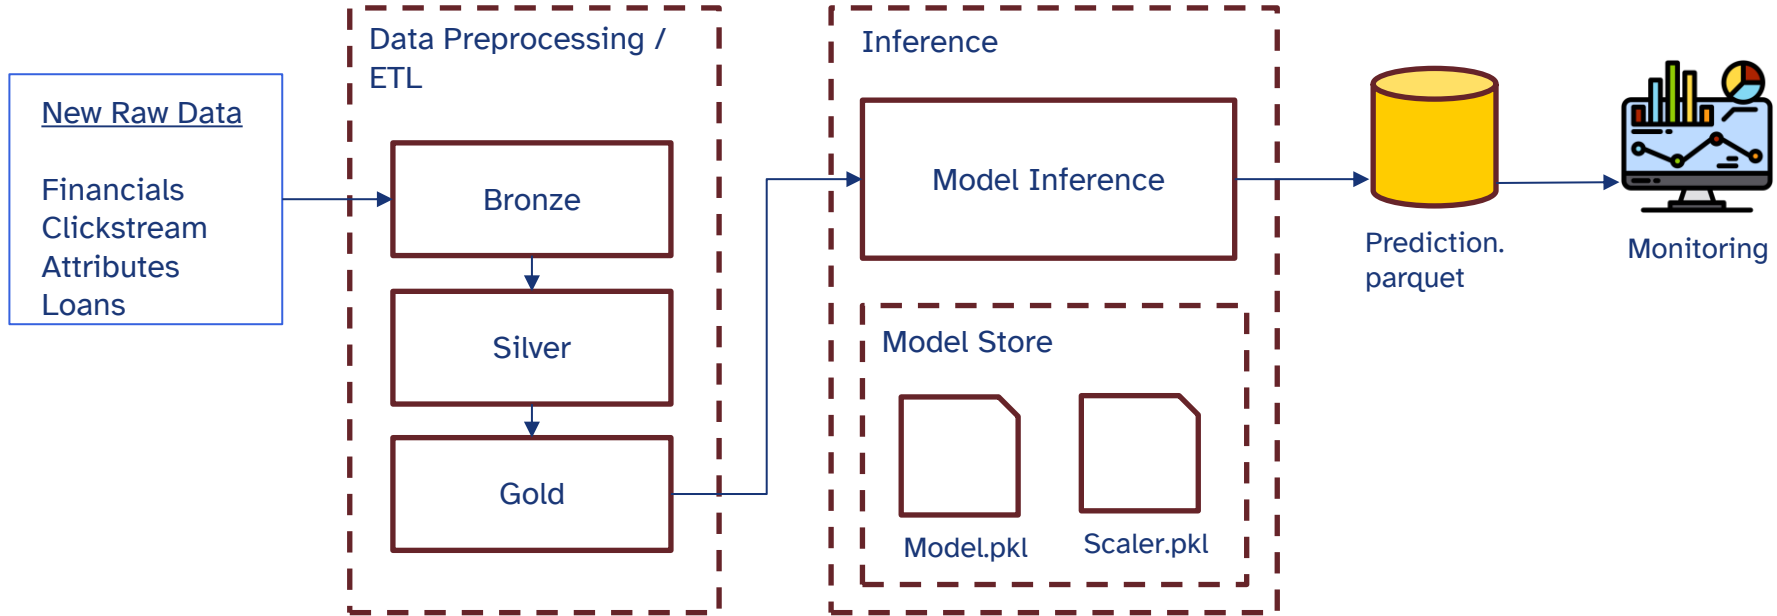 New Raw Data
Financials
Clickstream
Attributes
Loans
Data Preprocessing /
ETL
Bronze
Silver
Gold
Inference
Model Inference
Model Store
Model.pkl
Scaler.pkl
Prediction.
parquet
Monitoring